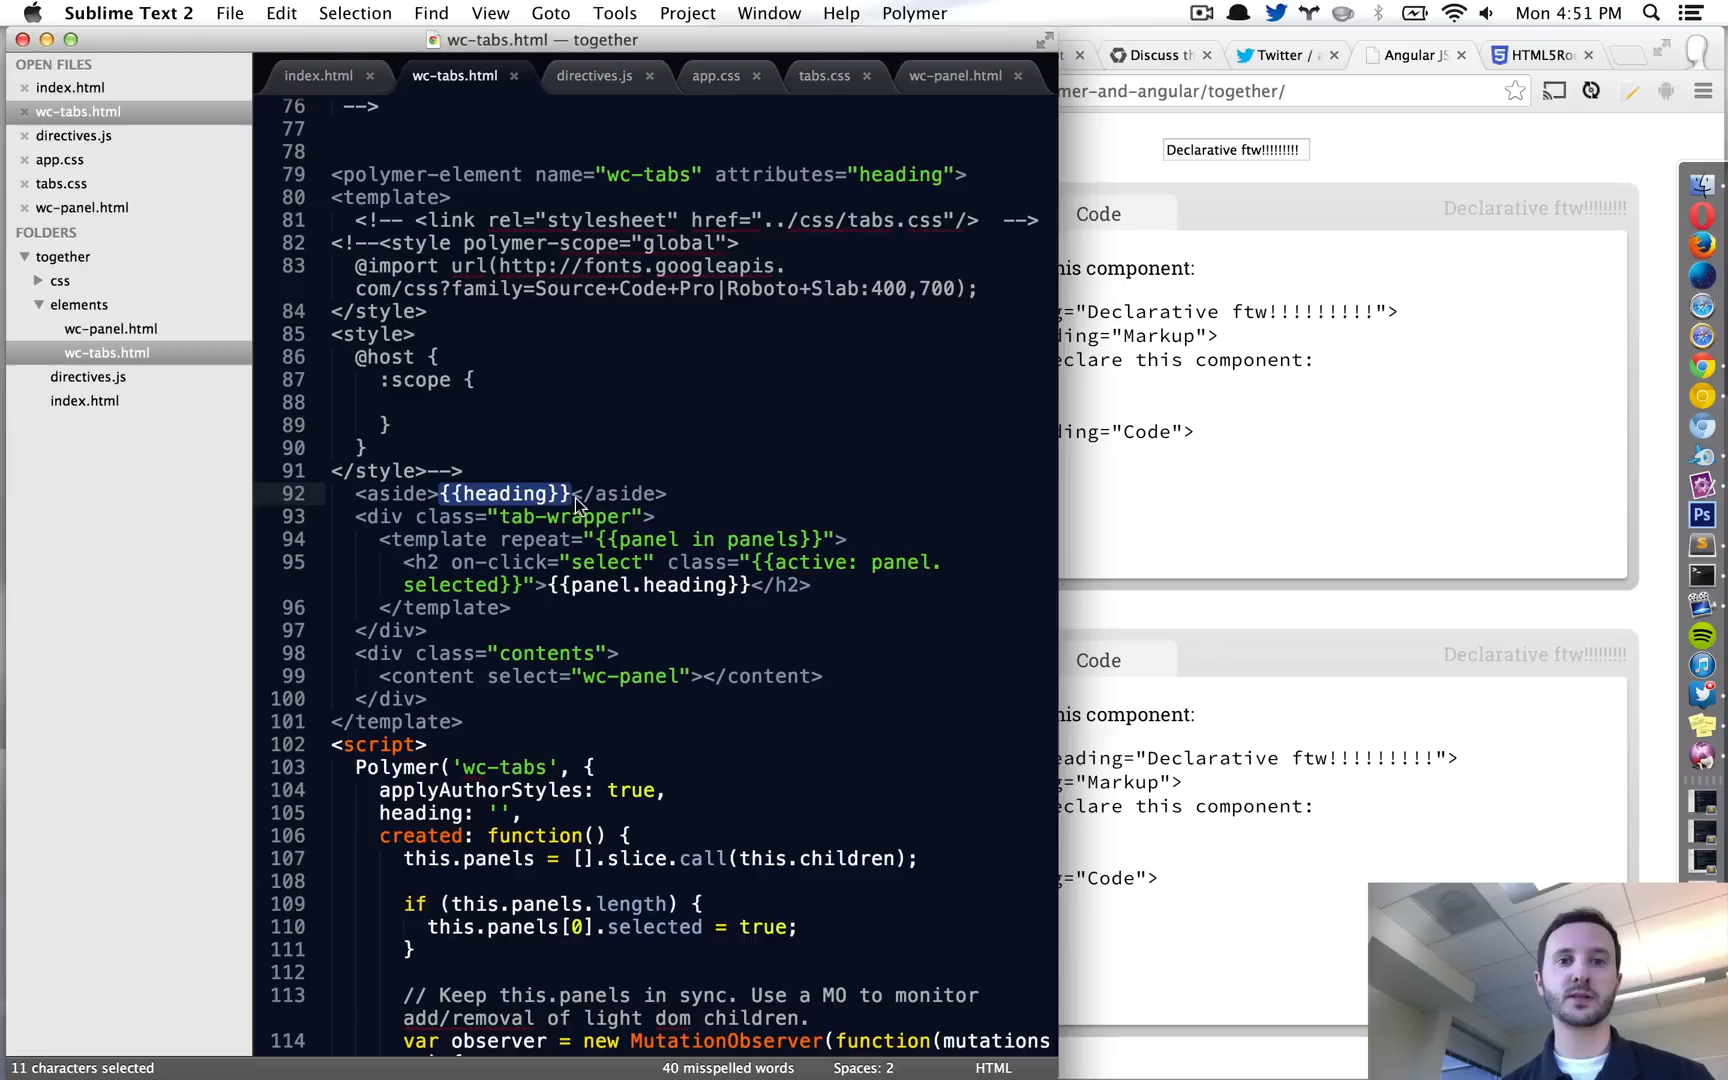 Sublime Text 2 File Edit Selection Find View Goto Tools Project Window Help Polymer
Mon 4:51 PM
wc-tabs.html — together
OPEN FILES
index.html
wc-tabs.html
directives.js
app.css
tabs.css
wc-panel.html
FOLDERS
together
css
elements
wc-panel.html
wc-tabs.html
directives.js
index.html
index.html wc-tabs.html directives.js app.css tabs.css wc-panel.html
76 -->
77
78
79 <polymer-element name="wc-tabs" attributes="heading">
80 <template>
81 <!-- <link rel="stylesheet" href="../css/tabs.css"/> -->
82 <!--<style polymer-scope="global">
83 @import url(http://fonts.googleapis.
com/css?family=Source+Code+Pro|Roboto+Slab:400,700);
84 </style>
85 <style>
86 @host {
87 :scope {
88
89 }
90 }
91 </style>-->
92 <aside>{{heading}}</aside>
93 <div class="tab-wrapper">
94 <template repeat="{{panel in panels}}">
95 <h2 on-click="select" class="{{active: panel.
selected}}">{{panel.heading}}</h2>
96 </template>
97 </div>
98 <div class="contents">
99 <content select="wc-panel"></content>
100 </div>
101 </template>
102 <script>
103 Polymer('wc-tabs', {
104 applyAuthorStyles: true,
105 heading: '',
106 created: function() {
107 this.panels = [].slice.call(this.children);
108
109 if (this.panels.length) {
110 this.panels[0].selected = true;
111 }
112
113 // Keep this.panels in sync. Use a MO to monitor
add/removal of light dom children.
114 var observer = new MutationObserver(function(mutations
11 characters selected
40 misspelled words Spaces: 2 HTML
Discuss th Twitter / a Angular JS HTML5Ro
mer-and-angular/together/
Declarative ftw!!!!!!!!!
Code
Declarative ftw!!!!!!!!!
his component:
g="Declarative ftw!!!!!!!!!">
ding="Markup">
eclare this component:
ding="Code">
Code
Declarative ftw!!!!!!!!!
his component:
eading="Declarative ftw!!!!!!!!!">
g="Markup">
eclare this component:
g="Code">
Ps